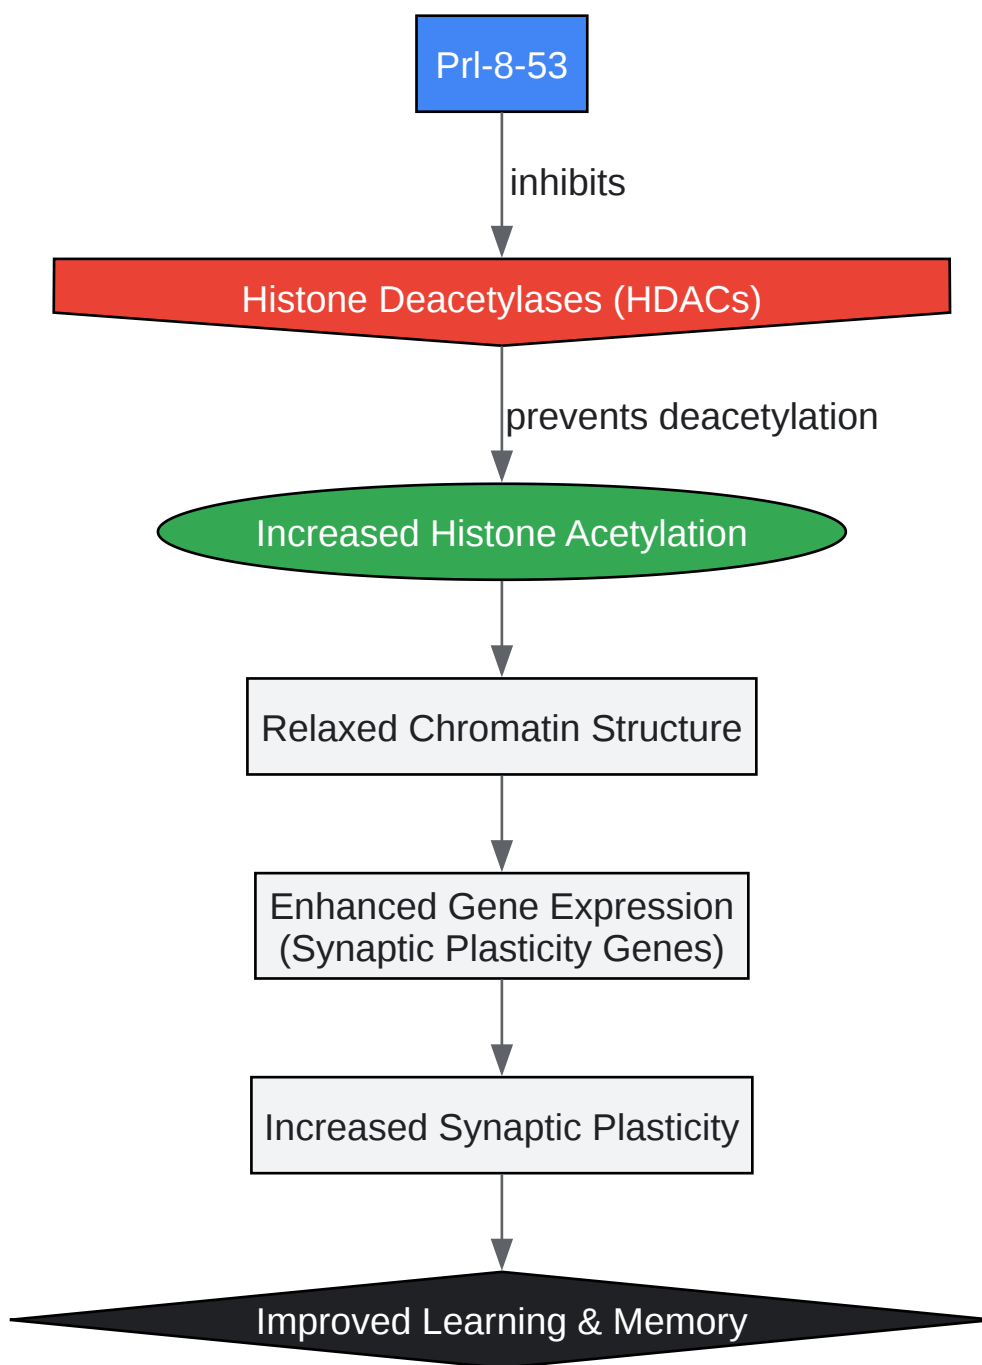 Prl-8-53
inhibits
Histone Deacetylases (HDACs)
prevents deacetylation
Increased Histone Acetylation
Relaxed Chromatin Structure
Enhanced Gene Expression
(Synaptic Plasticity Genes)
Increased Synaptic Plasticity
Improved Learning & Memory